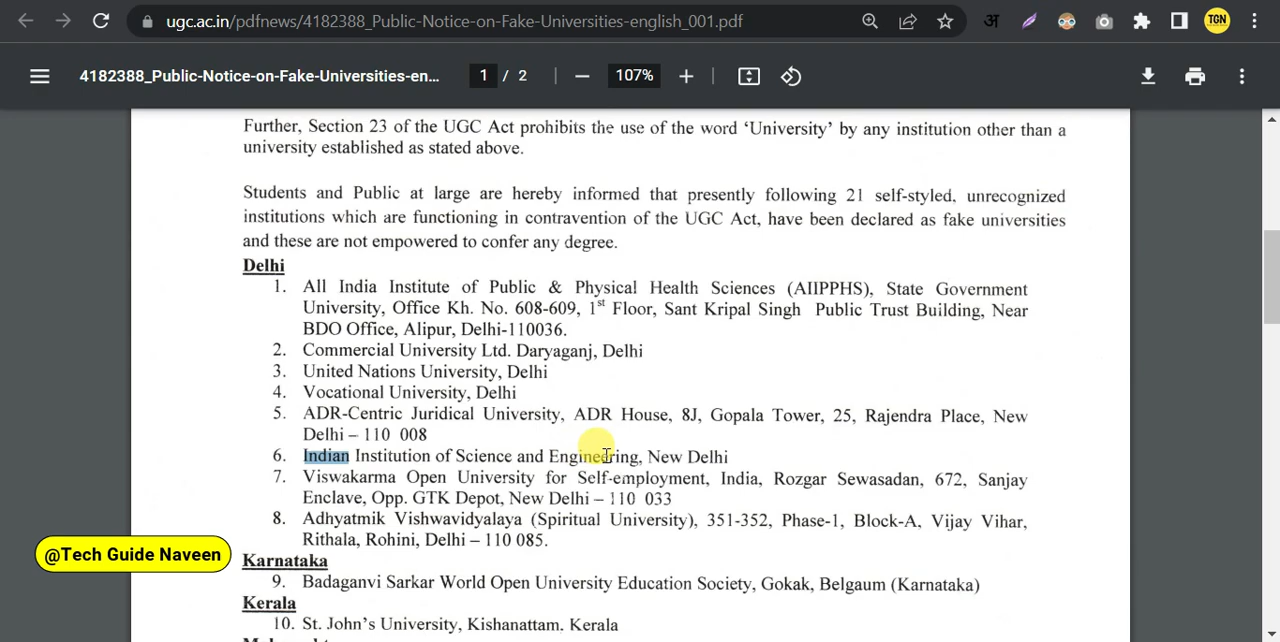 ugc.ac.in/pdfnews/4182388_Public-Notice-on-Fake-Universities-english_001.pdf
अ
TGN
4182388_Public-Notice-on-Fake-Universities-en... 1 / 2 107%
Further, Section 23 of the UGC Act prohibits the use of the word ‘University’ by any institution other than a
university established as stated above.
Students and Public at large are hereby informed that presently following 21 self-styled, unrecognized
institutions which are functioning in contravention of the UGC Act, have been declared as fake universities
and these are not empowered to confer any degree.
Delhi
1. All India Institute of Public & Physical Health Sciences (AIIPPHS), State Government
University, Office Kh. No. 608-609, 1st Floor, Sant Kripal Singh Public Trust Building, Near
BDO Office, Alipur, Delhi-110036.
2. Commercial University Ltd. Daryaganj, Delhi
3. United Nations University, Delhi
4. Vocational University, Delhi
5. ADR-Centric Juridical University, ADR House, 8J, Gopala Tower, 25, Rajendra Place, New
Delhi – 110 008
6. Indian Institution of Science and Engineering, New Delhi
7. Viswakarma Open University for Self-employment, India, Rozgar Sewasadan, 672, Sanjay
Enclave, Opp. GTK Depot, New Delhi – 110 033
8. Adhyatmik Vishwavidyalaya (Spiritual University), 351-352, Phase-1, Block-A, Vijay Vihar,
Rithala, Rohini, Delhi – 110 085.
@Tech Guide Naveen
Karnataka
9. Badaganvi Sarkar World Open University Education Society, Gokak, Belgaum (Karnataka)
Kerala
10. St. John’s University, Kishanattam, Kerala